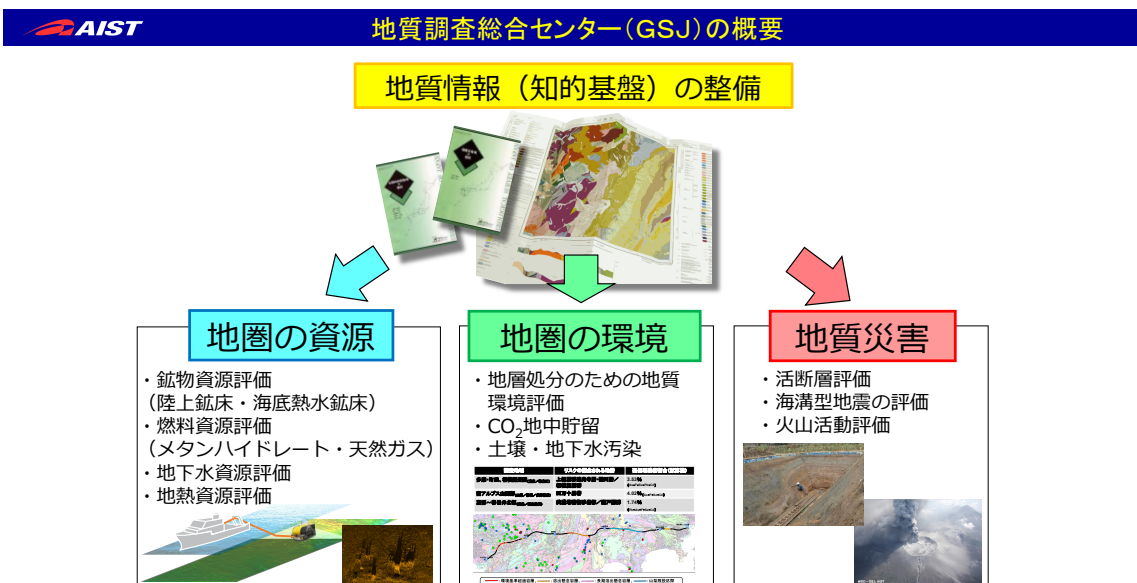 AIST
地質調査総合センター(GSJ)の概要
地質情報（知的基盤）の整備
地圏の資源
・鉱物資源評価
（陸上鉱床・海底熱水鉱床）
・燃料資源評価
（メタンハイドレート・天然ガス）
・地下水資源評価
・地熱資源評価
地圏の環境
・地層処分のための地質
環境評価
・CO₂地中貯留
・土壌・地下水汚染
3.53%
4.02%
1.74%
地質災害
・活断層評価
・海溝型地震の評価
・火山活動評価